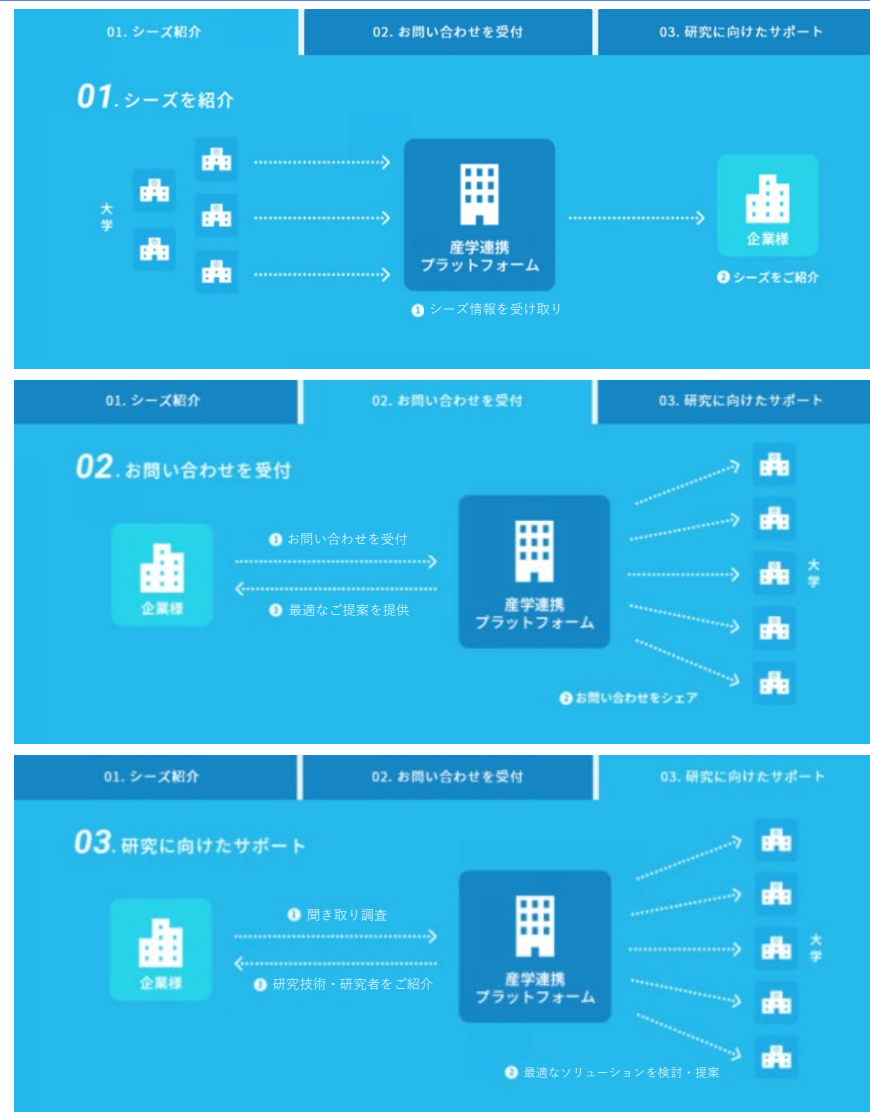 01. シーズ紹介
02. お問い合わせを受付
03. 研究に向けたサポート
01.シーズを紹介
大学
産学連携
プラットフォーム
企業様
1 シーズ情報を受け取り
2 シーズをご紹介
01. シーズ紹介
02. お問い合わせを受付
03. 研究に向けたサポート
02.お問い合わせを受付
企業様
1 お問い合わせを受付
3 最適なご提案を提供
産学連携
プラットフォーム
大学
2 お問い合わせをシェア
01. シーズ紹介
02. お問い合わせを受付
03. 研究に向けたサポート
03.研究に向けたサポート
企業様
1 聞き取り調査
3 研究技術・研究者をご紹介
産学連携
プラットフォーム
大学
2 最適なソリューションを検討・提案